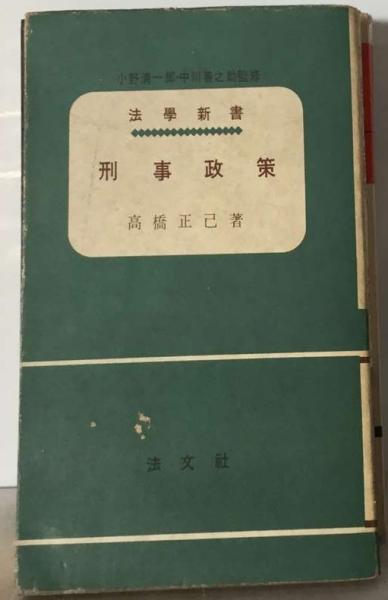 小野清一郎・中川善之助監修
法學新書
刑事政策
高橋正己著
法文社